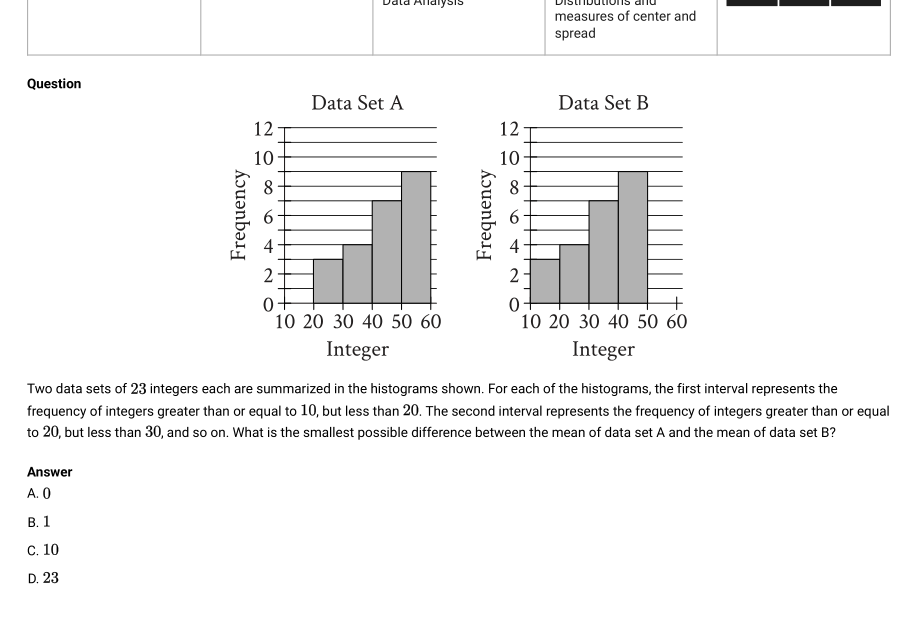 Data Analysis
Distributions and
measures of center and
spread
Question
Data Set A
12
10
8
6
4
2
0
Frequency
10 20 30 40 50 60
Integer
Data Set B
12
10
8
6
4
2
0
Frequency
10 20 30 40 50 60
Integer
Two data sets of 23 integers each are summarized in the histograms shown. For each of the histograms, the first interval represents the
frequency of integers greater than or equal to 10, but less than 20. The second interval represents the frequency of integers greater than or equal
to 20, but less than 30, and so on. What is the smallest possible difference between the mean of data set A and the mean of data set B?
Answer
A. 0
B. 1
C. 10
D. 23